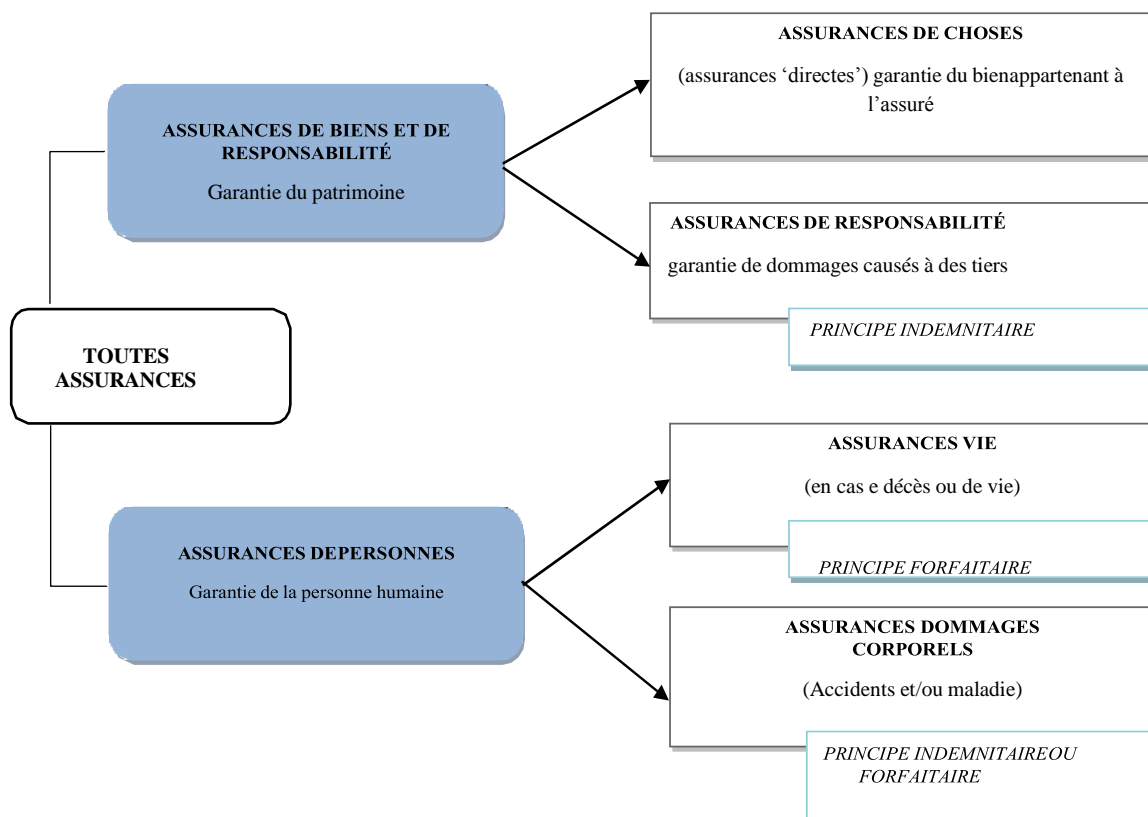 TOUTES
ASSURANCES
ASSURANCES DE BIENS ET DE
RESPONSABILITÉ
Garantie du patrimoine
ASSURANCES DE CHOSES
(assurances ‘directes’) garantie du bienappartenant à
l’assuré
ASSURANCES DE RESPONSABILITÉ
garantie de dommages causés à des tiers
PRINCIPE INDEMNITAIRE
ASSURANCES DEPERSONNES
Garantie de la personne humaine
ASSURANCES VIE
(en cas e décès ou de vie)
PRINCIPE FORFAITAIRE
ASSURANCES DOMMAGES
CORPORELS
(Accidents et/ou maladie)
PRINCIPE INDEMNITAIREOU
FORFAITAIRE